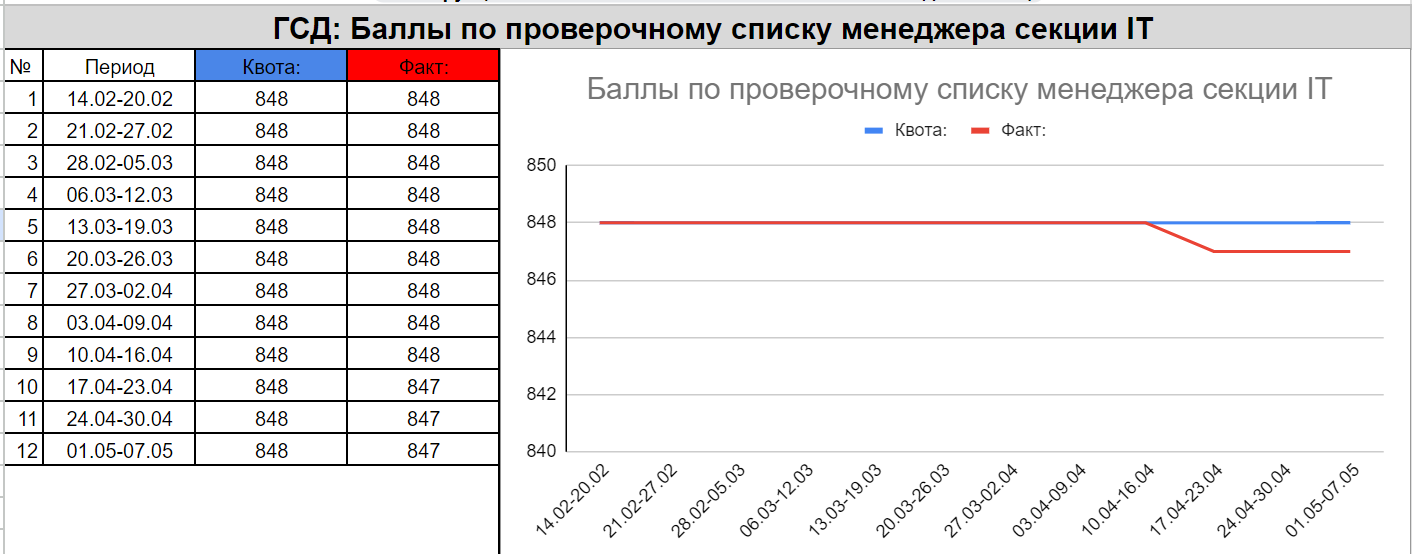 ГСД: Баллы по проверочному списку менеджера секции IT
№ Период Квота: Факт:
1 14.02-20.02 848 848
2 21.02-27.02 848 848
3 28.02-05.03 848 848
4 06.03-12.03 848 848
5 13.03-19.03 848 848
6 20.03-26.03 848 848
7 27.03-02.04 848 848
8 03.04-09.04 848 848
9 10.04-16.04 848 848
10 17.04-23.04 848 847
11 24.04-30.04 848 847
12 01.05-07.05 848 847
Баллы по проверочному списку менеджера секции IT
Квота: Факт:
850
848
846
844
842
840
14.02-20.02 21.02-27.02 28.02-05.03 06.03-12.03 13.03-19.03 20.03-26.03 27.03-02.04 03.04-09.04 10.04-16.04 17.04-23.04 24.04-30.04 01.05-07.05